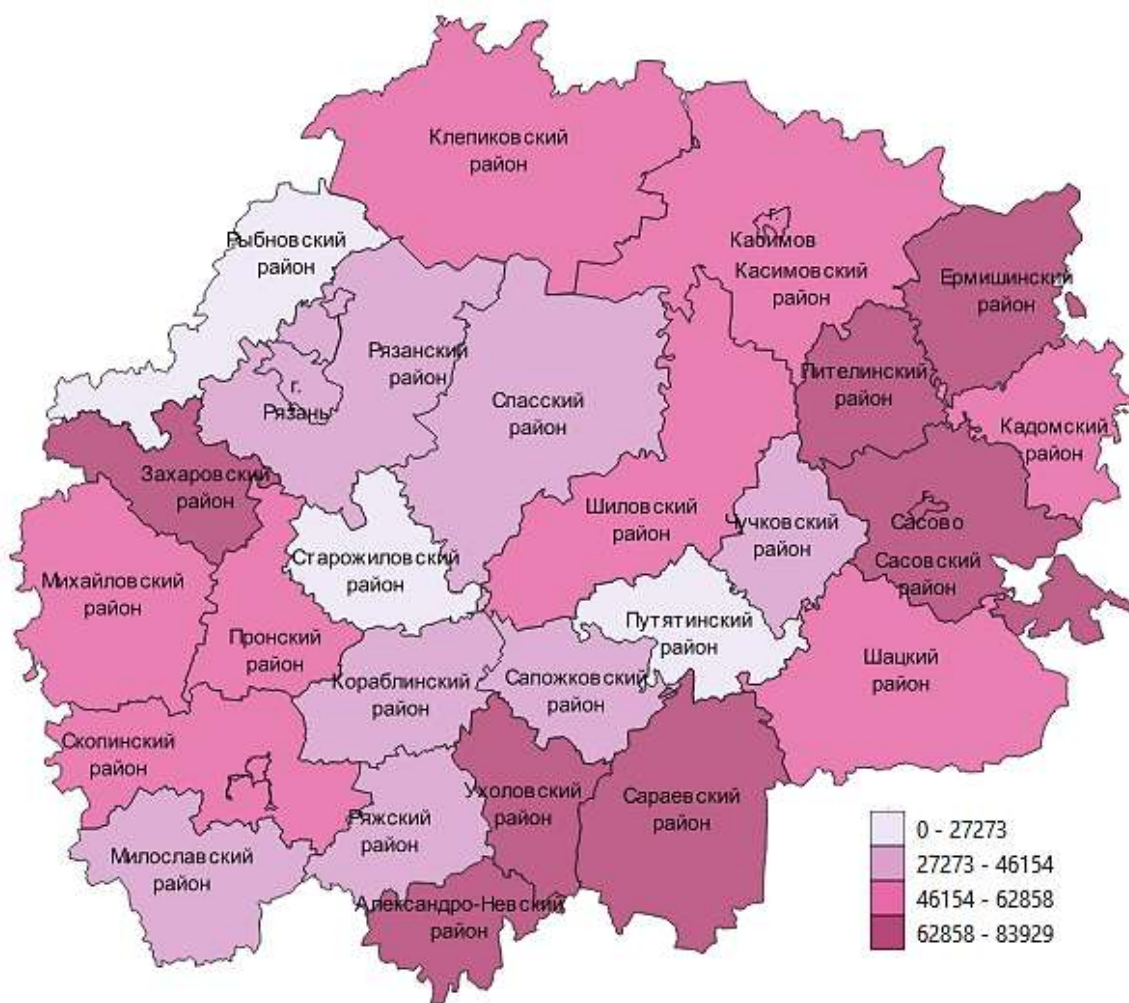 Клепиковский
район
г.
Касимов
Касимовский
район
Рыбновский
район
Ермишинский
район
Рязанский
район
г.
Рязань
Спасский
район
Пителинский
район
Кадомский
район
Захаровский
район
Шиловский
район
Чучковский
район
г.
Сасово
Сасовский
район
Михайловский
район
Старожиловский
район
Пронский
район
Путятинский
район
Шацкий
район
Кораблинский
район
Сапожковский
район
Скопинский
район
Ухоловский
район
Сараевский
район
Ряжский
район
Милославский
район
Александро-Невский
район
0 - 27273
27273 - 46154
46154 - 62858
62858 - 83929